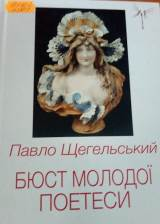 Павло Щегельський
БЮСТ МОЛОДОЇ
ПОЕТЕСИ